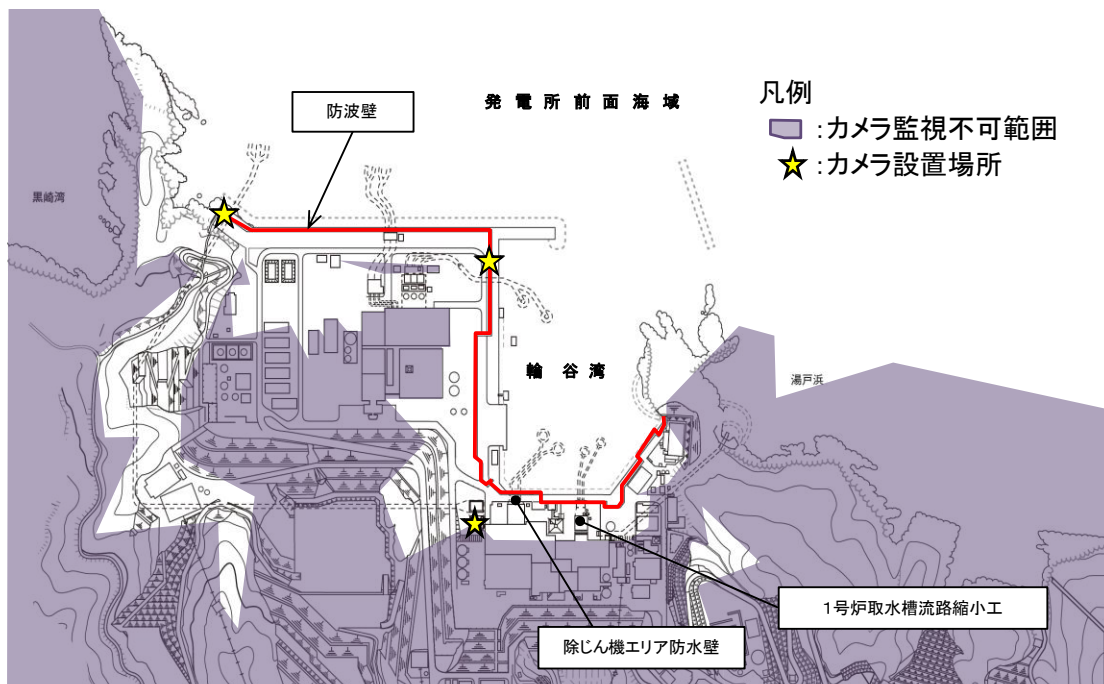 発電所前面海域
凡例
：カメラ監視不可範囲
：カメラ設置場所
防波壁
黒崎湾
輪谷湾
湯戸浜
1号炉取水槽流路縮小工
除じん機エリア防水壁